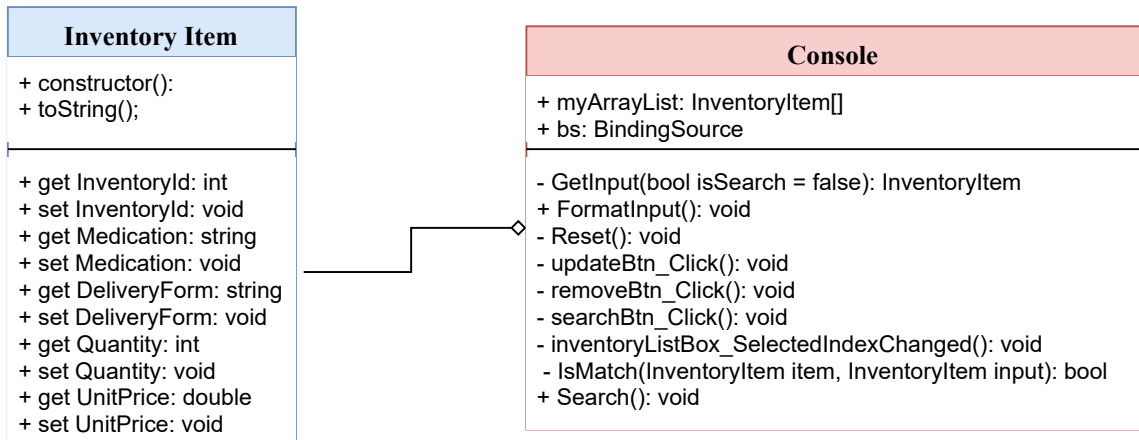 Inventory Item
+ constructor():
+ toString();
+ get InventoryId: int
+ set InventoryId: void
+ get Medication: string
+ set Medication: void
+ get DeliveryForm: string
+ set DeliveryForm: void
+ get Quantity: int
+ set Quantity: void
+ get UnitPrice: double
+ set UnitPrice: void
Console
+ myArrayList: InventoryItem[]
+ bs: BindingSource
- GetInput(bool isSearch = false): InventoryItem
+ FormatInput(): void
- Reset(): void
- updateBtn_Click(): void
- removeBtn_Click(): void
- searchBtn_Click(): void
- inventoryListBox_SelectedIndexChanged(): void
- IsMatch(InventoryItem item, InventoryItem input): bool
+ Search(): void